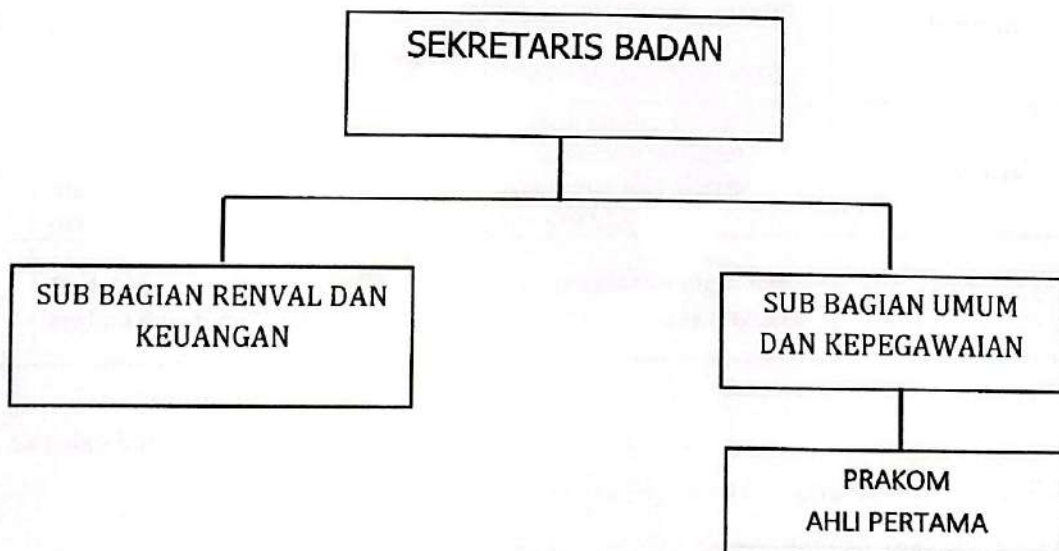 SEKRETARIS BADAN
SUB BAGIAN RENVAL DAN
KEUANGAN
SUB BAGIAN UMUM
DAN KEPEGAWAIAN
PRAKOM
AHLI PERTAMA